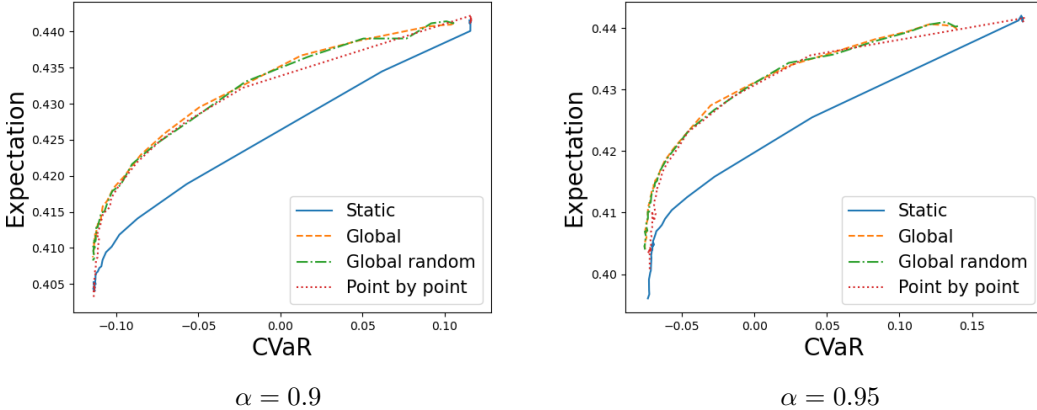 0.440
0.435
0.430
0.425
0.420
0.415
0.410
0.405
Expectation
Static
Global
Global random
Point by point
−0.10
−0.05
0.00
0.05
0.10
CVaR
α = 0.9
0.44
0.43
0.42
0.41
0.40
Expectation
Static
Global
Global random
Point by point
−0.05
0.00
0.05
0.10
0.15
CVaR
α = 0.95